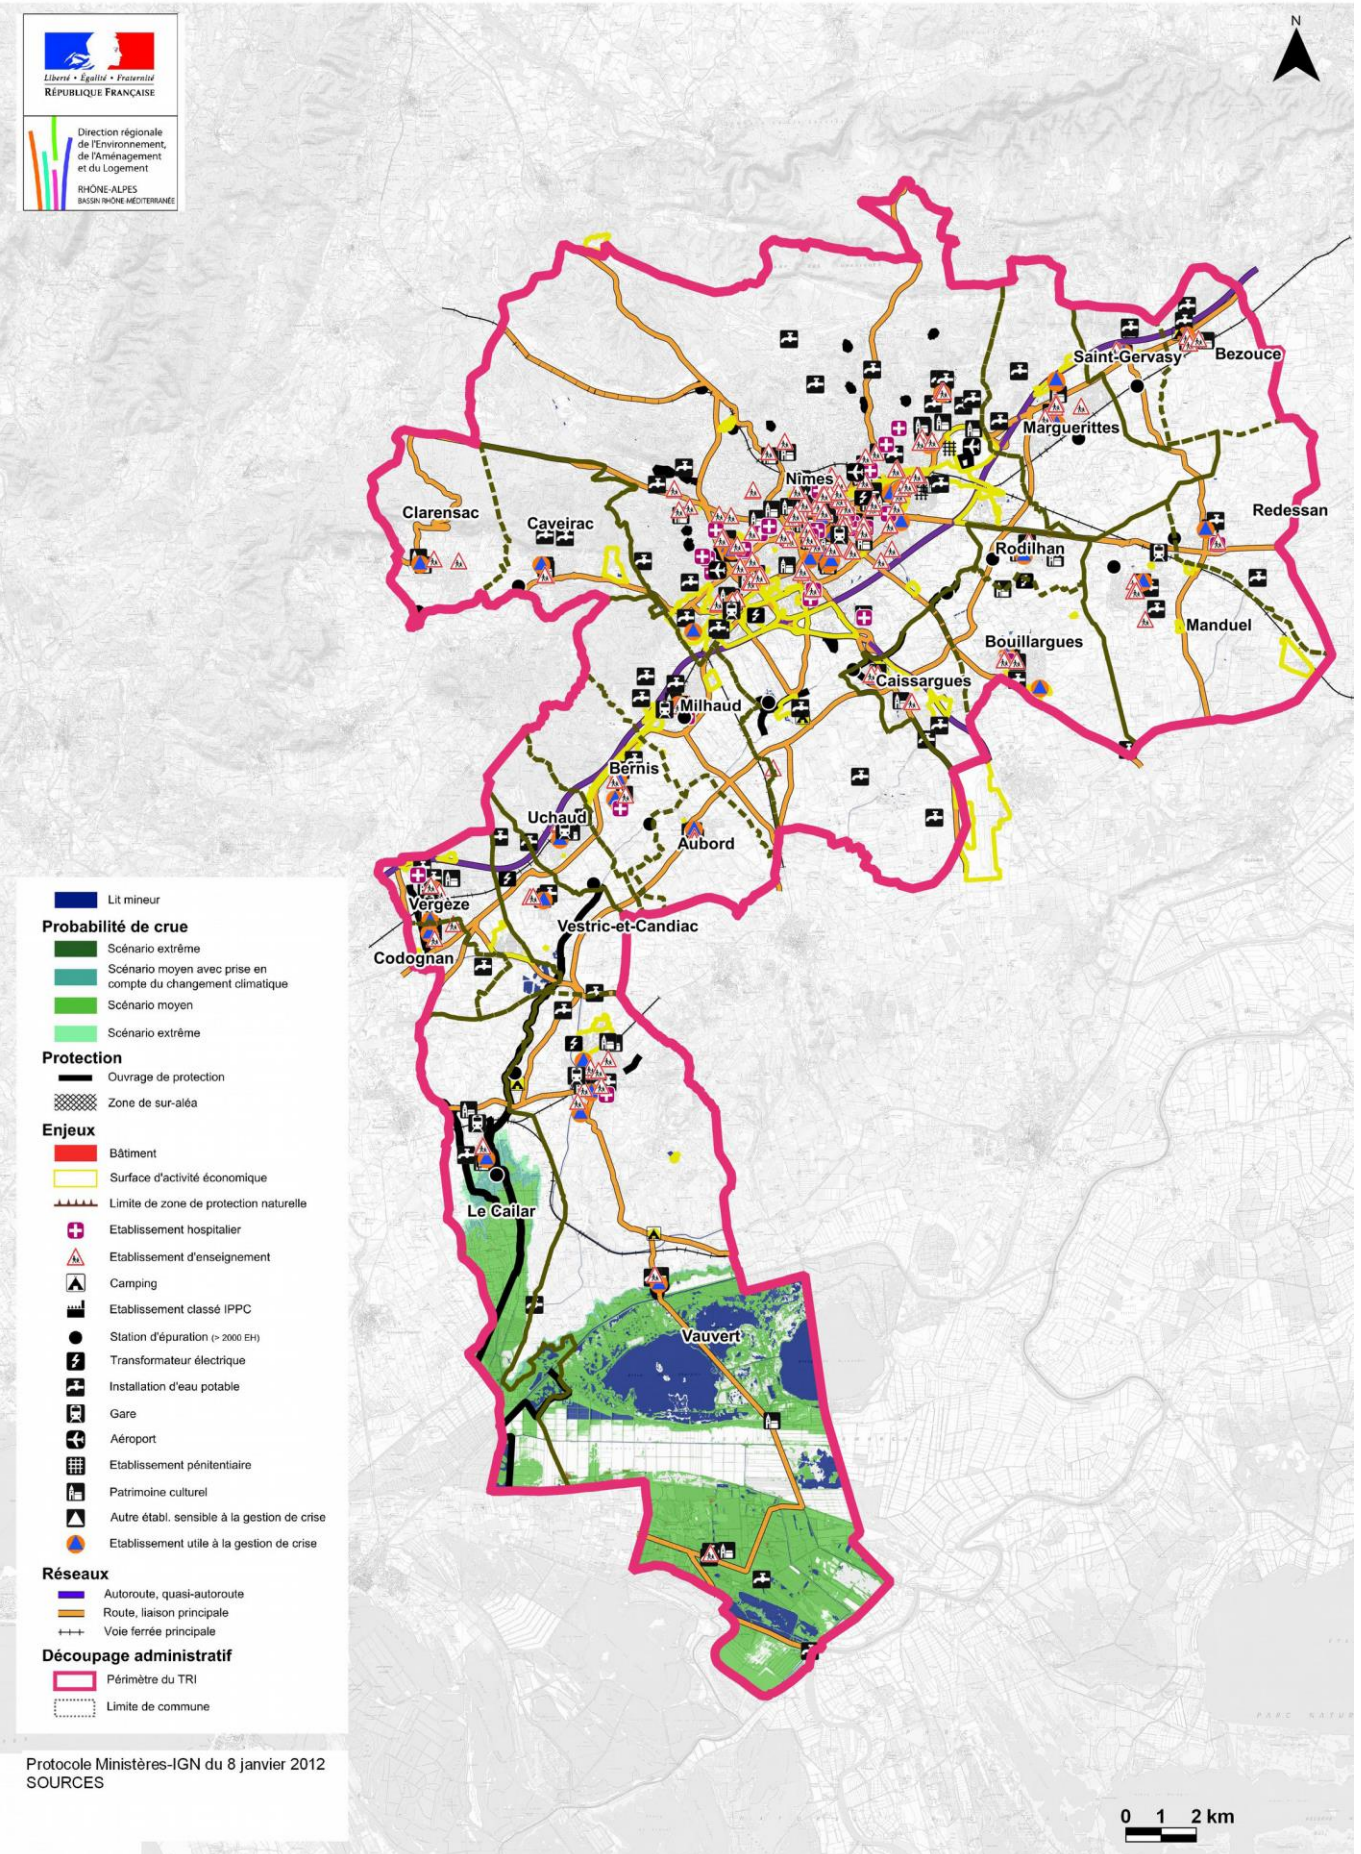 Liberté • Égalité • Fraternité
RÉPUBLIQUE FRANÇAISE
Direction régionale
de l'Environnement,
de l'Aménagement
et du Logement
RHÔNE-ALPES
BASSIN RHÔNE-MÉDITERRANÉE
N
Saint-Gervasy
Bezouce
Marguerittes
Nîmes
Clarensac
Caveirac
Redessan
Rodilhan
Manduel
Bouillargues
Caissargues
Milhaud
Bernis
Uchaud
Aubord
Vergèze
Vestric-et-Candiac
Codognan
Le Cailar
Vauvert
Lit mineur
Probabilité de crue
Scénario extrême
Scénario moyen avec prise en
compte du changement climatique
Scénario moyen
Scénario extrême
Protection
Ouvrage de protection
Zone de sur-aléa
Enjeux
Bâtiment
Surface d'activité économique
Limite de zone de protection naturelle
Etablissement hospitalier
Etablissement d'enseignement
Camping
Etablissement classé IPPC
Station d'épuration (> 2000 EH)
Transformateur électrique
Installation d'eau potable
Gare
Aéroport
Etablissement pénitentiaire
Patrimoine culturel
Autre établ. sensible à la gestion de crise
Etablissement utile à la gestion de crise
Réseaux
Autoroute, quasi-autoroute
Route, liaison principale
Voie ferrée principale
Découpage administratif
Périmètre du TRI
Limite de commune
Protocole Ministères-IGN du 8 janvier 2012
SOURCES
0 1 2 km